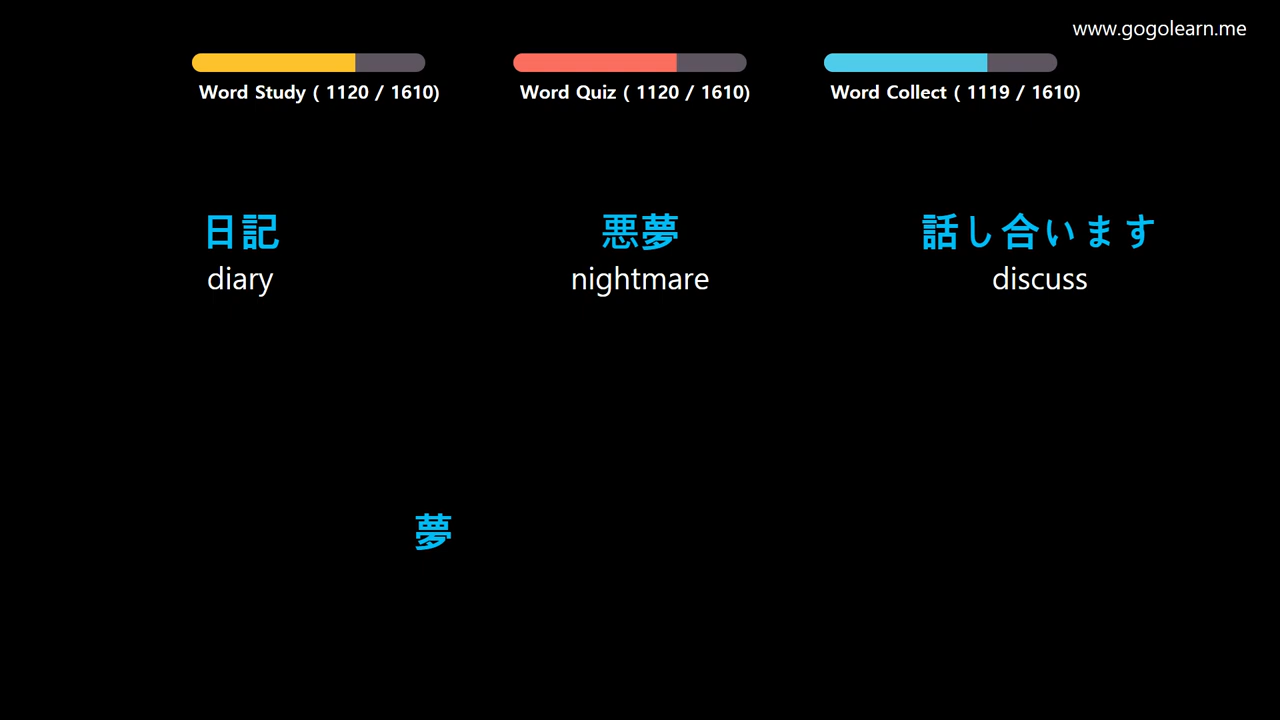 www.gogolearn.me
Word Study ( 1120 / 1610)
Word Quiz ( 1120 / 1610)
Word Collect ( 1119 / 1610)
日記
悪夢
話し合います
diary
nightmare
discuss
夢